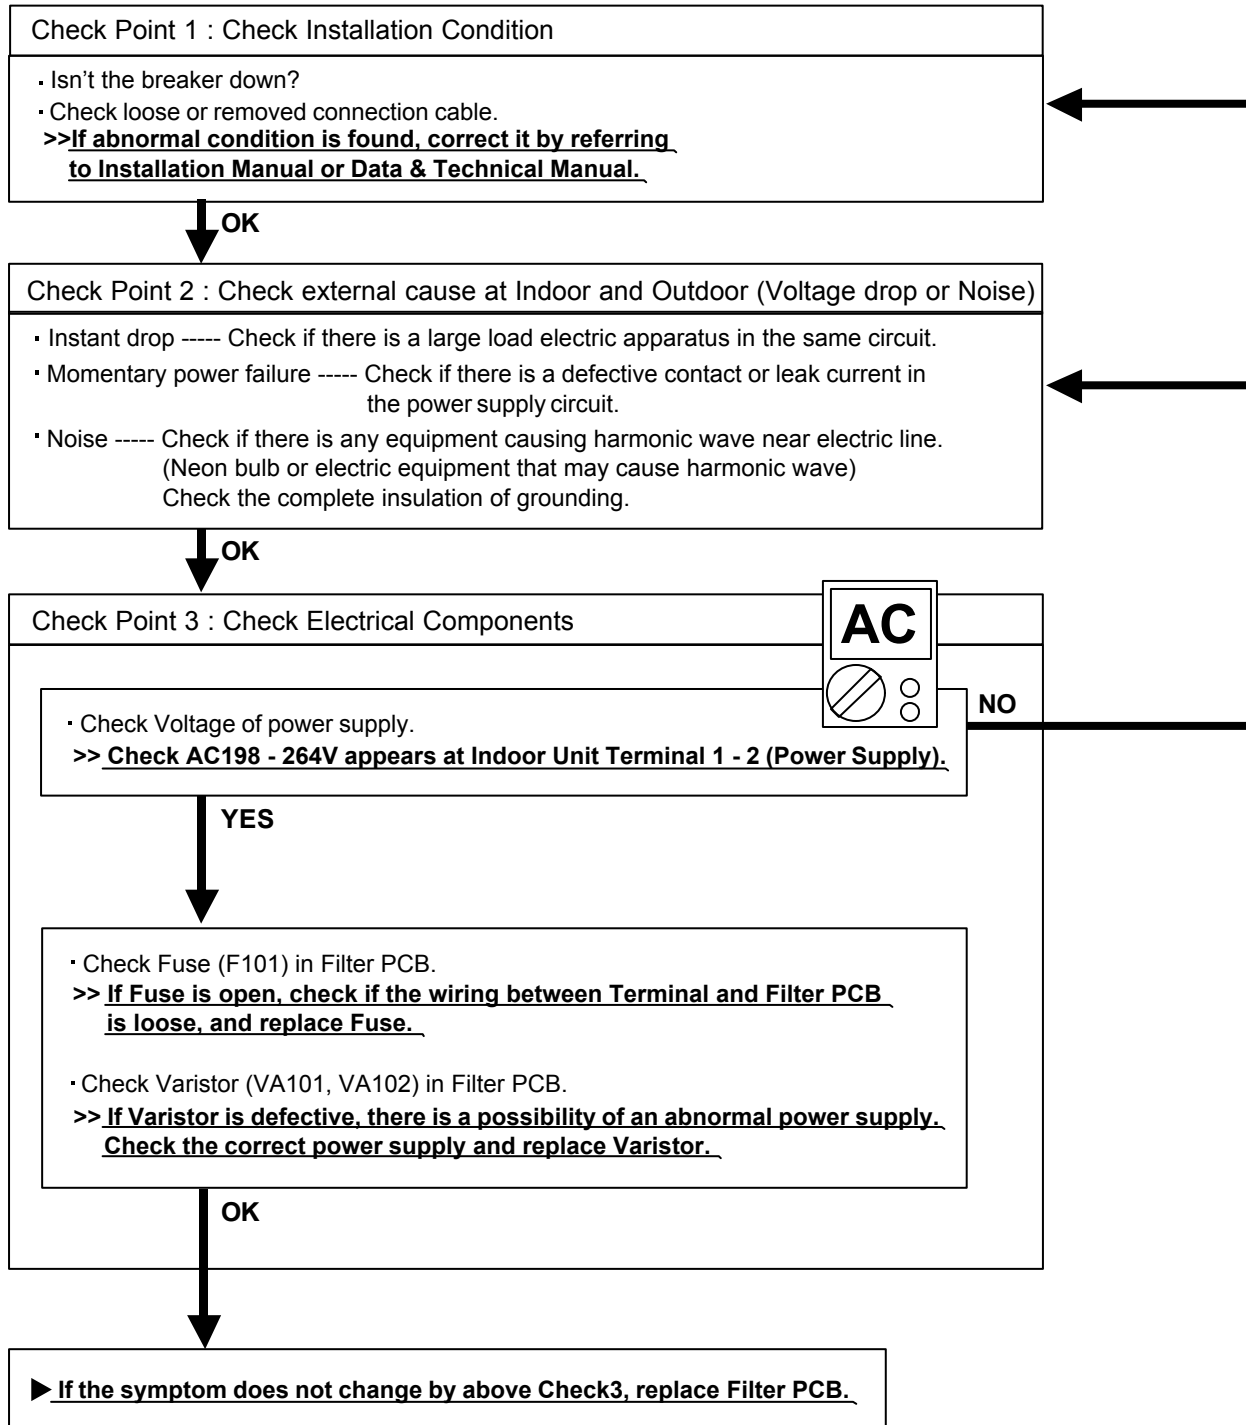 Check Point 1 : Check Installation Condition
· Isn't the breaker down?
· Check loose or removed connection cable.
>>If abnormal condition is found, correct it by referring
to Installation Manual or Data & Technical Manual.
OK
Check Point 2 : Check external cause at Indoor and Outdoor (Voltage drop or Noise)
· Instant drop ----- Check if there is a large load electric apparatus in the same circuit.
· Momentary power failure ----- Check if there is a defective contact or leak current in
the power supply circuit.
· Noise ----- Check if there is any equipment causing harmonic wave near electric line.
(Neon bulb or electric equipment that may cause harmonic wave)
Check the complete insulation of grounding.
OK
Check Point 3 : Check Electrical Components
AC
NO
· Check Voltage of power supply.
>> Check AC198 - 264V appears at Indoor Unit Terminal 1 - 2 (Power Supply).
YES
· Check Fuse (F101) in Filter PCB.
>> If Fuse is open, check if the wiring between Terminal and Filter PCB
is loose, and replace Fuse.
· Check Varistor (VA101, VA102) in Filter PCB.
>> If Varistor is defective, there is a possibility of an abnormal power supply.
Check the correct power supply and replace Varistor.
OK
▶ If the symptom does not change by above Check3, replace Filter PCB.